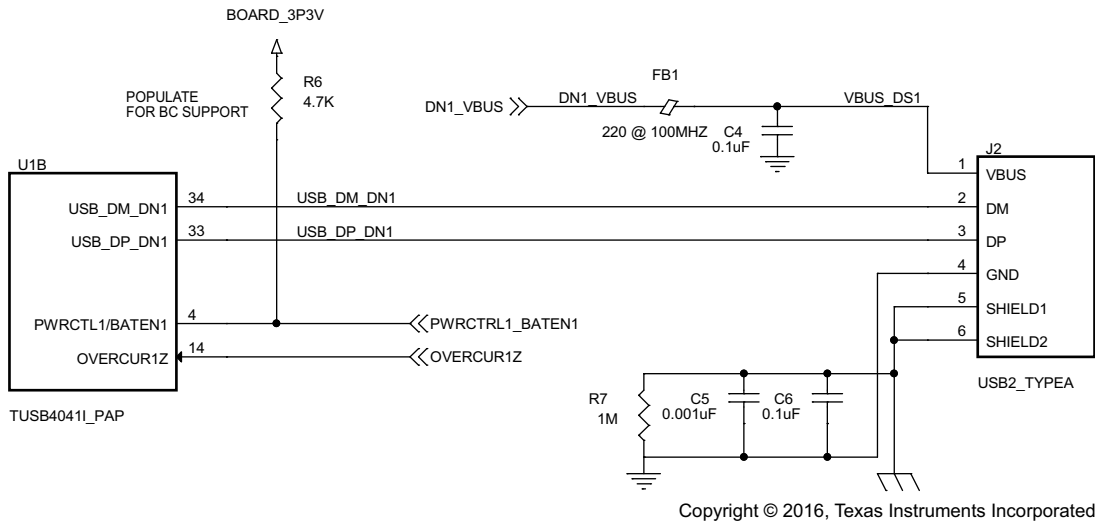 BOARD_3P3V
R6
4.7K
POPULATE
FOR BC SUPPORT
FB1
DN1_VBUS
DN1_VBUS
VBUS_DS1
220 @ 100MHZ
C4
0.1uF
U1B
J2
1
VBUS
USB_DM_DN1
34
USB_DM_DN1
2
DM
USB_DP_DN1
33
USB_DP_DN1
3
DP
4
GND
PWRCTL1/BATEN1
4
PWRCTRL1_BATEN1
5
SHIELD1
OVERCUR1Z
14
OVERCUR1Z
6
SHIELD2
USB2_TYPEA
TUSB4041I_PAP
R7
1M
C5
0.001uF
C6
0.1uF
Copyright © 2016, Texas Instruments Incorporated